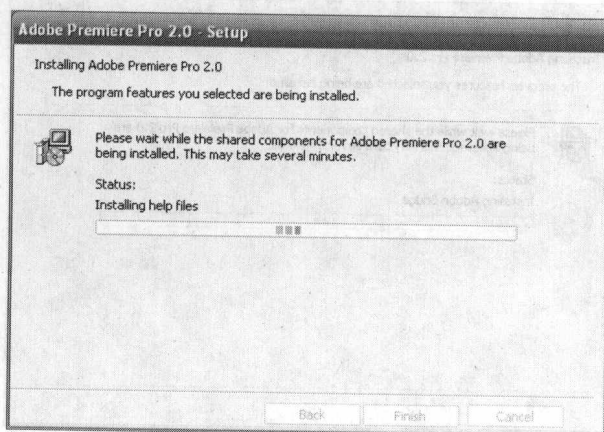 Adobe Premiere Pro 2.0 - Setup
Installing Adobe Premiere Pro 2.0
The program features you selected are being installed.
Please wait while the shared components for Adobe Premiere Pro 2.0 are
being installed. This may take several minutes.
Status:
Installing help files
Back
Finish
Cancel